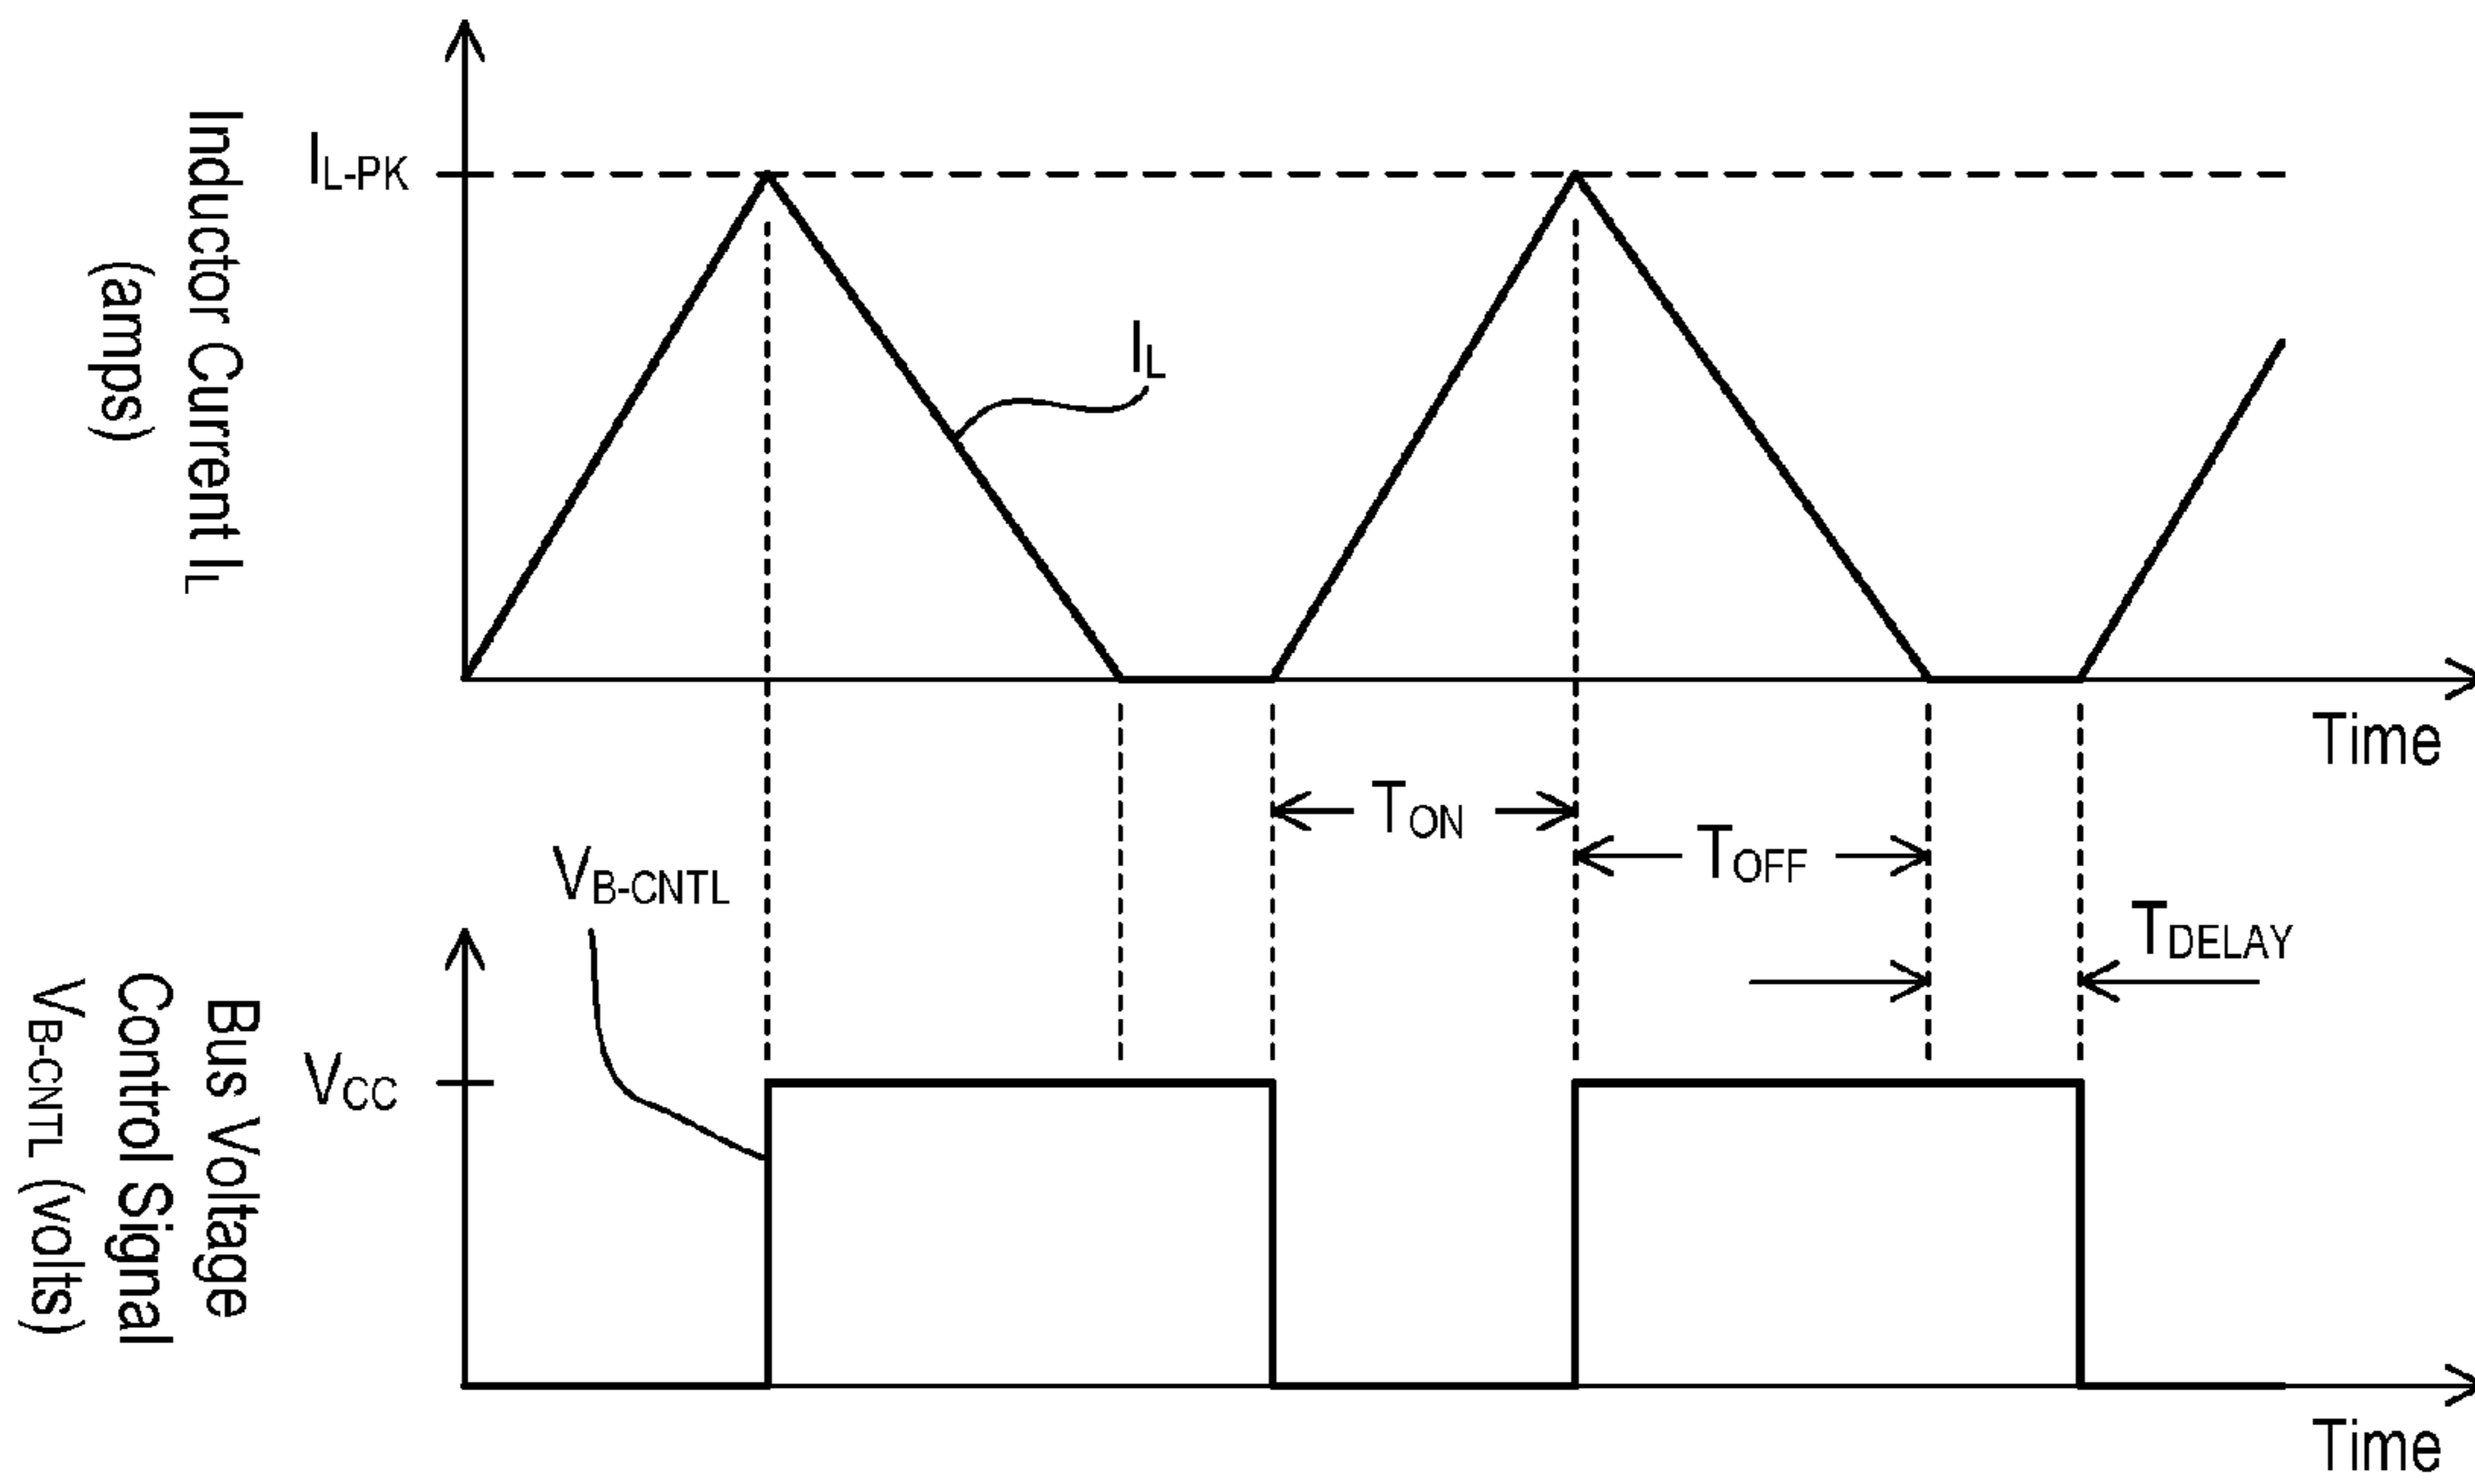 Inductor Current IL
(amps)
IL-PK
IL
Time
TON
TOFF
TDELAY
VB-CNTL
Bus Voltage
Control Signal
VB-CNTL (volts)
VCC
Time